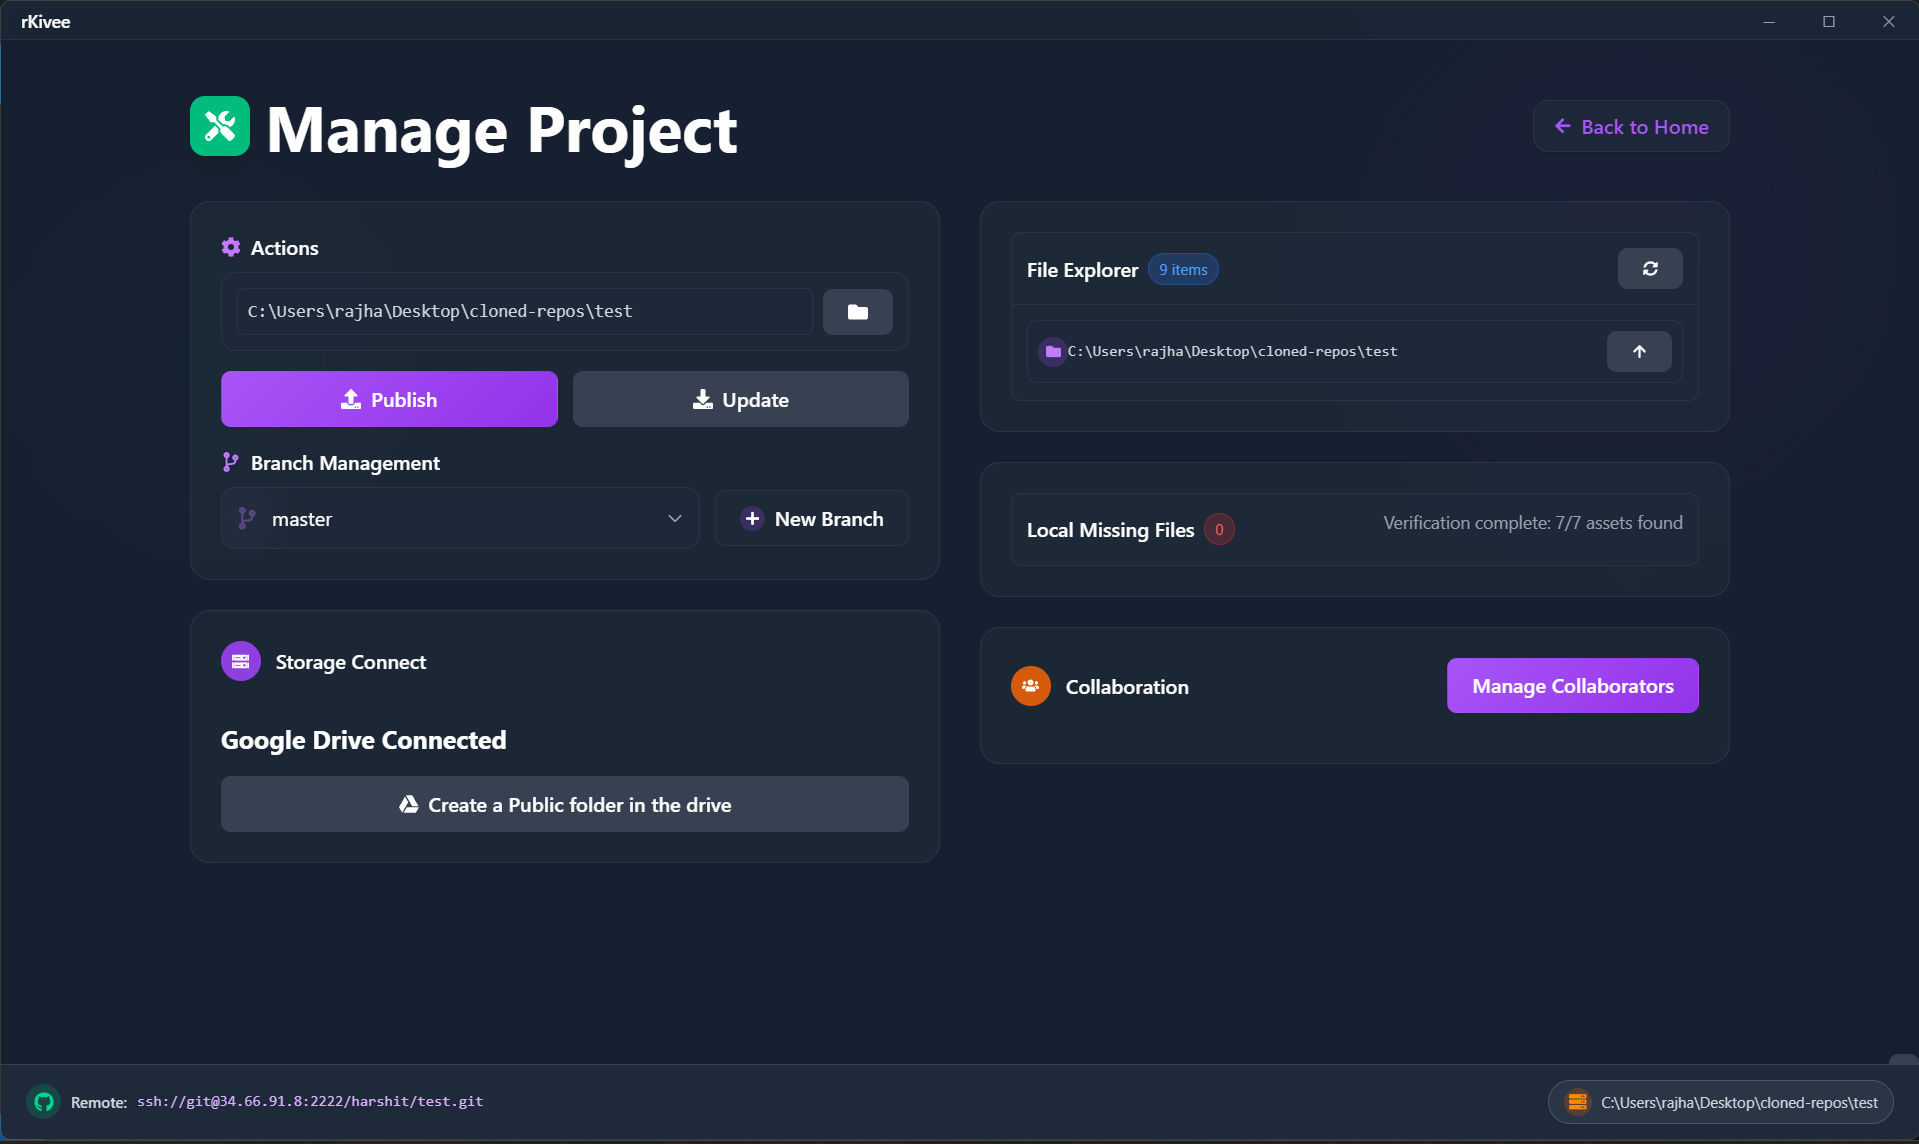 rKivee
Manage Project
Back to Home
Actions
C:\Users\rajha\Desktop\cloned-repos\test
Publish
Update
Branch Management
master
New Branch
Storage Connect
Google Drive Connected
Create a Public folder in the drive
File Explorer 9 items
C:\Users\rajha\Desktop\cloned-repos\test
Local Missing Files 0
Verification complete: 7/7 assets found
Collaboration
Manage Collaborators
Remote: ssh://git@34.66.91.8:2222/harshit/test.git
C:\Users\rajha\Desktop\cloned-repos\test